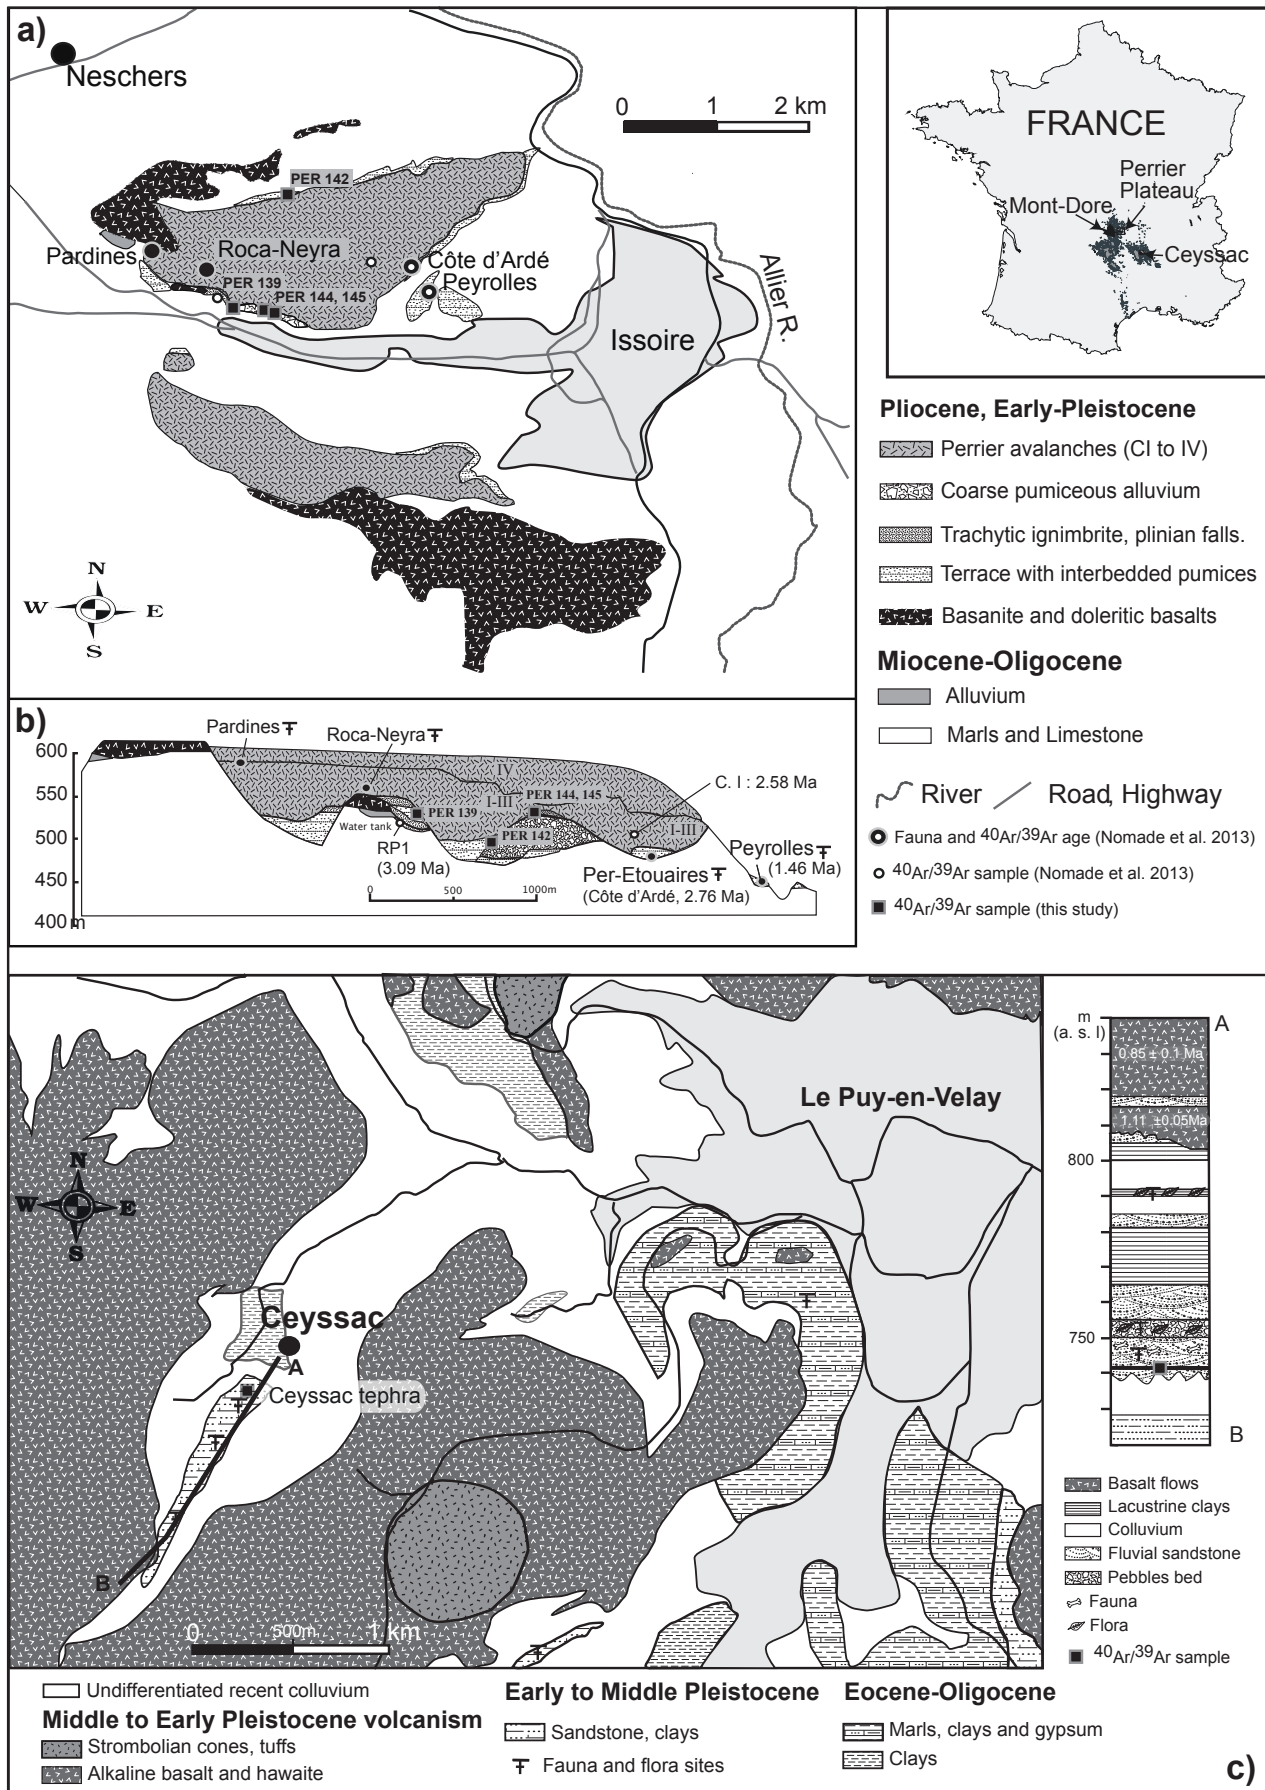 a)
Neschers
0 1 2 km
PER 142
Pardines
Roca-Neyra
Côte d'Ardé
Peyrolles
PER 139
PER 144, 145
Issoire
Allier R.
N
W E
S
FRANCE
Perrier
Plateau
Mont-Dore
Ceyssac
Pliocene, Early-Pleistocene
Perrier avalanches (CI to IV)
Coarse pumiceous alluvium
Trachytic ignimbrite, plinian falls.
Terrace with interbedded pumices
Basanite and doleritic basalts
Miocene-Oligocene
Alluvium
Marls and Limestone
River Road, Highway
Fauna and 40Ar/39Ar age (Nomade et al. 2013)
40Ar/39Ar sample (Nomade et al. 2013)
40Ar/39Ar sample (this study)
b)
Pardines
Roca-Neyra
600
550
500
450
400 m
IV
C. I : 2.58 Ma
I-III
PER 144, 145
PER 139
I-III
Water tank
PER 142
RP1
(3.09 Ma)
Peyrolles
(1.46 Ma)
Per-Etouaires
(Côte d'Ardé, 2.76 Ma)
0 500 1000m
Le Puy-en-Velay
N
W E
S
Ceyssac
A
Ceyssac tephra
B
0 500m 1 km
m
(a. s. l)
A
0.85 ± 0.1 Ma
1.11 ±0.05Ma
800
750
B
Basalt flows
Lacustrine clays
Colluvium
Fluvial sandstone
Pebbles bed
Fauna
Flora
40Ar/39Ar sample
Undifferentiated recent colluvium
Middle to Early Pleistocene volcanism
Strombolian cones, tuffs
Alkaline basalt and hawaite
Early to Middle Pleistocene
Sandstone, clays
Fauna and flora sites
Eocene-Oligocene
Marls, clays and gypsum
Clays
c)